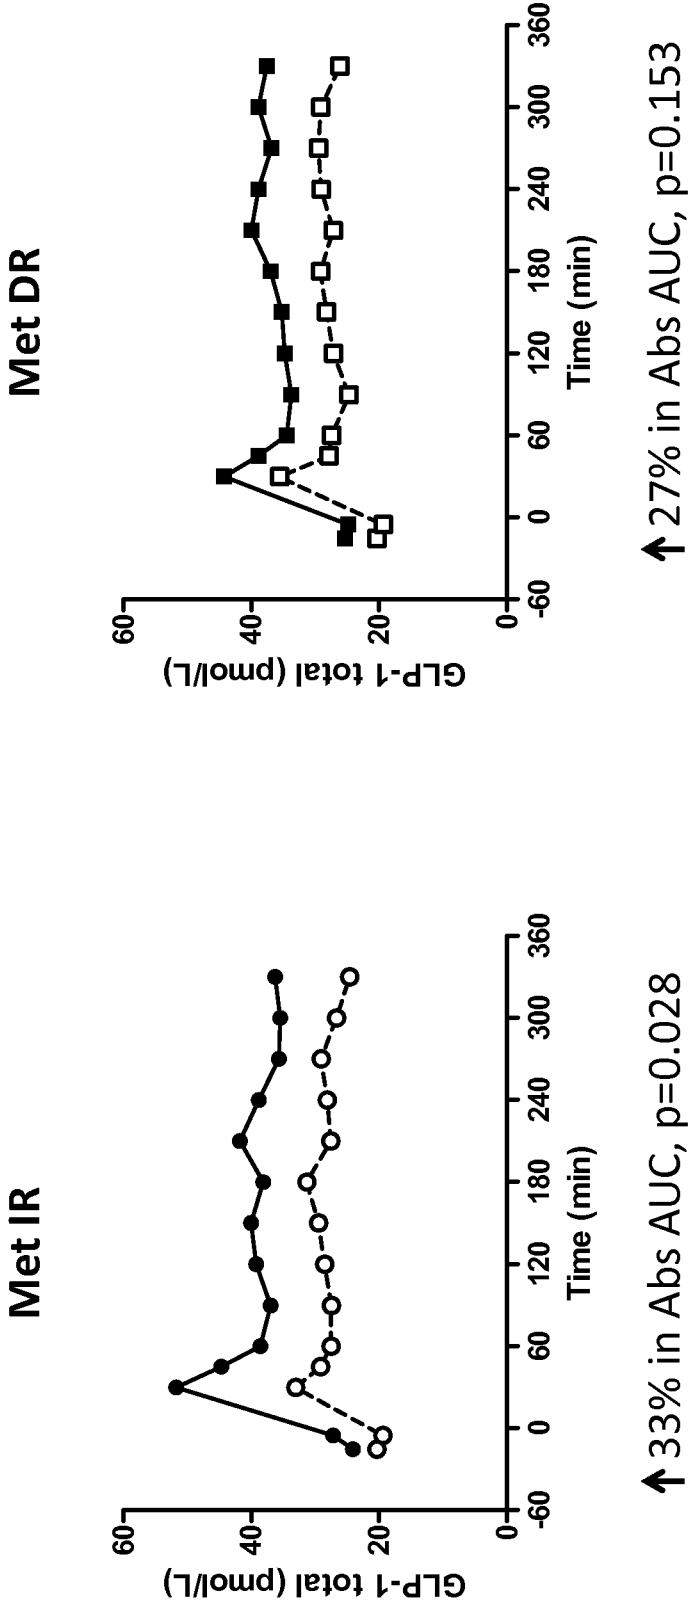 Met IR
60
40
20
0
GLP-1 total (pmol/L)
-60 0 60 120 180 240 300 360
Time (min)
↑ 33% in Abs AUC, p=0.028
Met DR
60
40
20
0
GLP-1 total (pmol/L)
-60 0 60 120 180 240 300 360
Time (min)
↑ 27% in Abs AUC, p=0.153